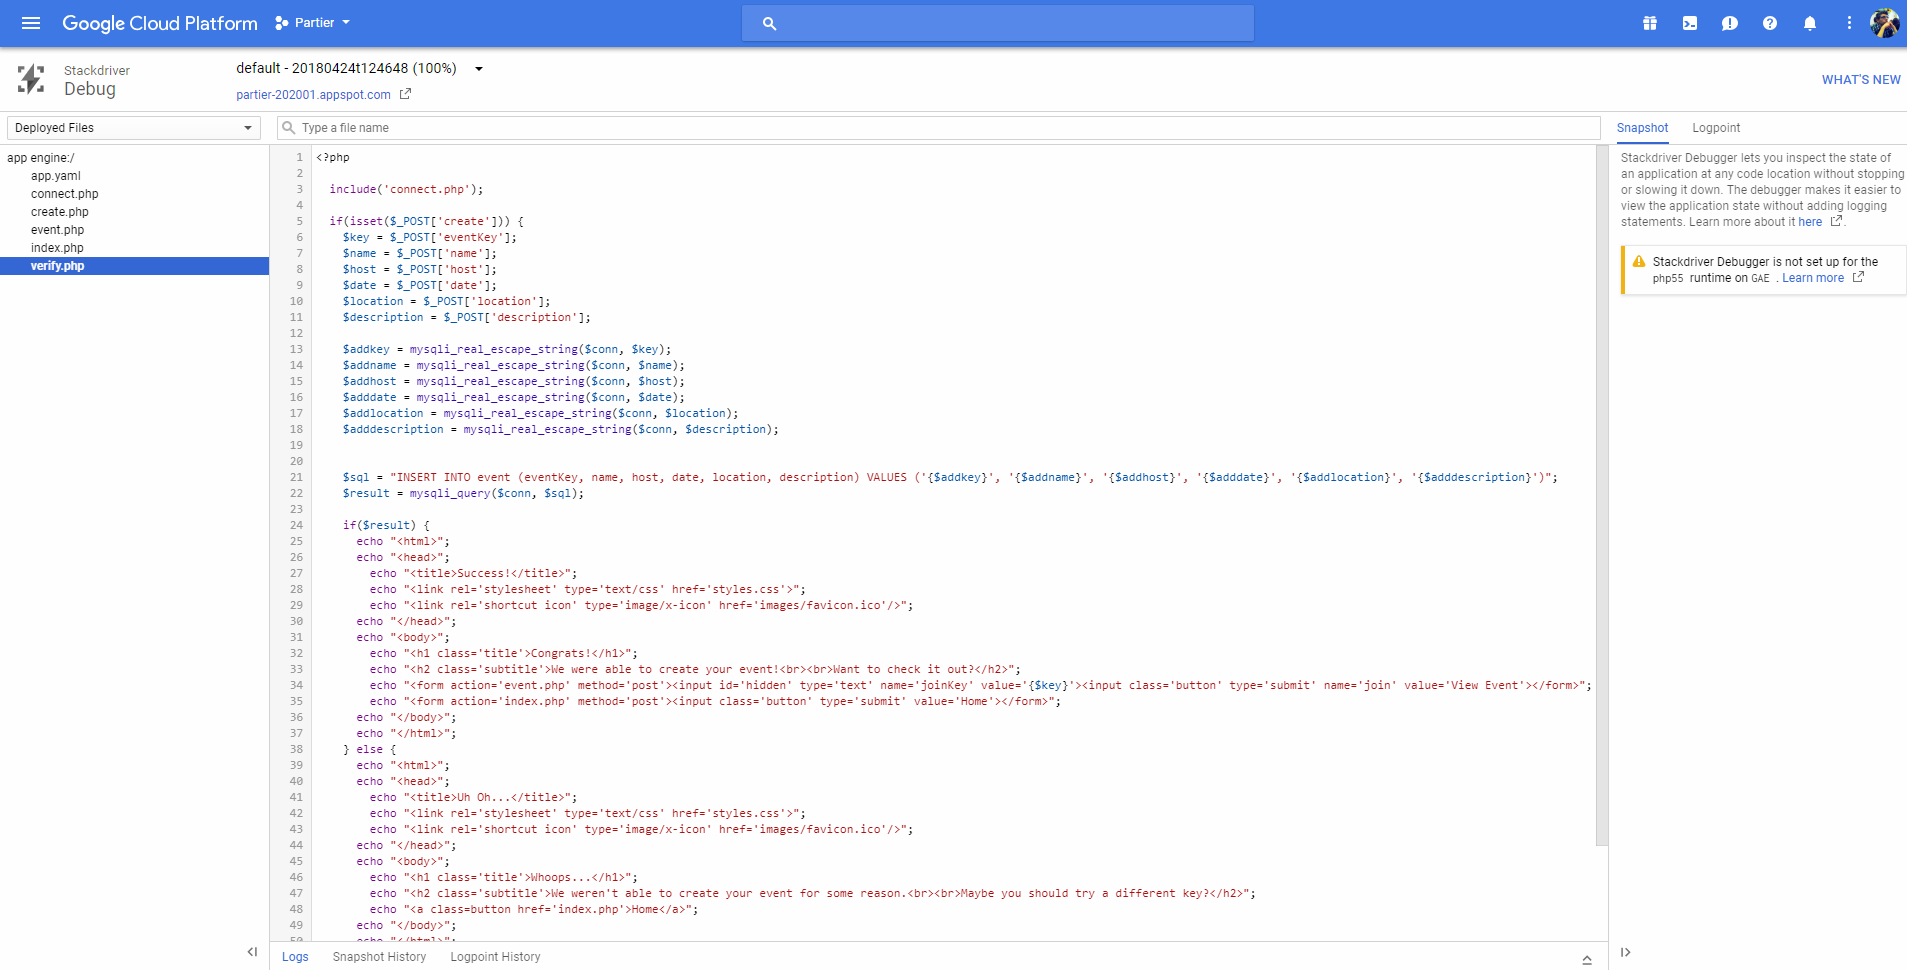 Google Cloud Platform Partier
Stackdriver
Debug
default - 20180424t124648 (100%)
partier-202001.appspot.com
WHAT'S NEW
Deployed Files
Type a file name
Snapshot Logpoint
app engine:/
app.yaml
connect.php
create.php
event.php
index.php
verify.php
1 <?php
2
3 include('connect.php');
4
5 if(isset($_POST['create'])) {
6 $key = $_POST['eventKey'];
7 $name = $_POST['name'];
8 $host = $_POST['host'];
9 $date = $_POST['date'];
10 $location = $_POST['location'];
11 $description = $_POST['description'];
12
13 $addkey = mysqli_real_escape_string($conn, $key);
14 $addname = mysqli_real_escape_string($conn, $name);
15 $addhost = mysqli_real_escape_string($conn, $host);
16 $adddate = mysqli_real_escape_string($conn, $date);
17 $addlocation = mysqli_real_escape_string($conn, $location);
18 $adddescription = mysqli_real_escape_string($conn, $description);
19
20
21 $sql = "INSERT INTO event (eventKey, name, host, date, location, description) VALUES ('{$addkey}', '{$addname}', '{$addhost}', '{$adddate}', '{$addlocation}', '{$adddescription}')";
22 $result = mysqli_query($conn, $sql);
23
24 if($result) {
25 echo "<html>";
26 echo "<head>";
27 echo "<title>Success!</title>";
28 echo "<link rel='stylesheet' type='text/css' href='styles.css'>";
29 echo "<link rel='shortcut icon' type='image/x-icon' href='images/favicon.ico'/>";
30 echo "</head>";
31 echo "<body>";
32 echo "<h1 class='title'>Congrats!</h1>";
33 echo "<h2 class='subtitle'>We were able to create your event!<br><br>Want to check it out?</h2>";
34 echo "<form action='event.php' method='post'><input id='hidden' type='text' name='joinKey' value='{$key}'><input class='button' type='submit' name='join' value='View Event'></form>";
35 echo "<form action='index.php' method='post'><input class='button' type='submit' value='Home'></form>";
36 echo "</body>";
37 echo "</html>";
38 } else {
39 echo "<html>";
40 echo "<head>";
41 echo "<title>Uh Oh...</title>";
42 echo "<link rel='stylesheet' type='text/css' href='styles.css'>";
43 echo "<link rel='shortcut icon' type='image/x-icon' href='images/favicon.ico'/>";
44 echo "</head>";
45 echo "<body>";
46 echo "<h1 class='title'>Whoops...</h1>";
47 echo "<h2 class='subtitle'>We weren't able to create your event for some reason.<br><br>Maybe you should try a different key?</h2>";
48 echo "<a class=button href='index.php'>Home</a>";
49 echo "</body>";
50 echo "</html>";
Stackdriver Debugger lets you inspect the state of
an application at any code location without stopping
or slowing it down. The debugger makes it easier to
view the application state without adding logging
statements. Learn more about it here .
Stackdriver Debugger is not set up for the
php55 runtime on GAE . Learn more
Logs Snapshot History Logpoint History